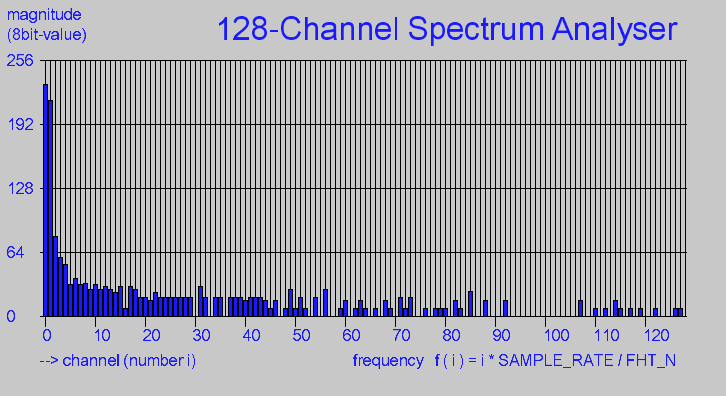 magnitude
(8bit-value)
128-Channel Spectrum Analyser
256
192
128
64
0
0 10 20 30 40 50 60 70 80 90 100 110 120
--> channel (number i)
frequency f ( i ) = i * SAMPLE_RATE / FHT_N